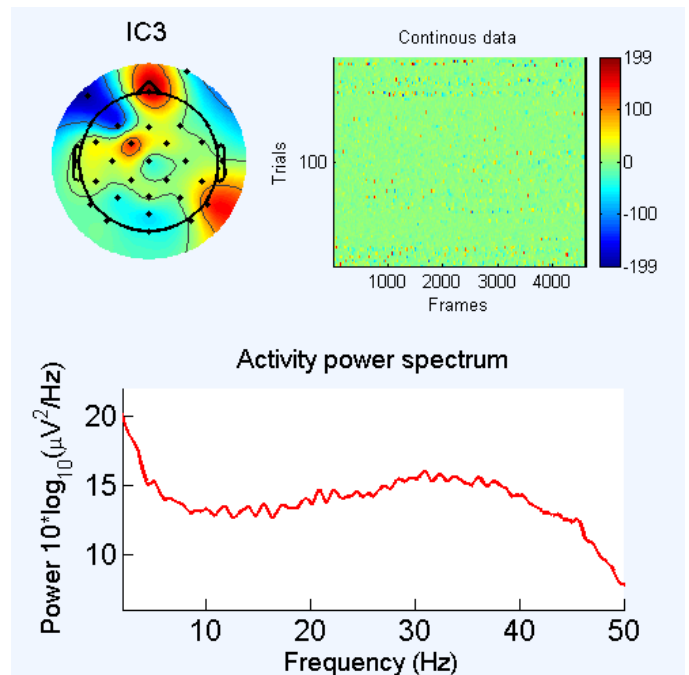 IC3
Continous data
Trials
100
1000 2000 3000 4000
Frames
199
100
0
-100
-199
Activity power spectrum
Power 10*log10(μV2/Hz)
20
15
10
10 20 30 40 50
Frequency (Hz)